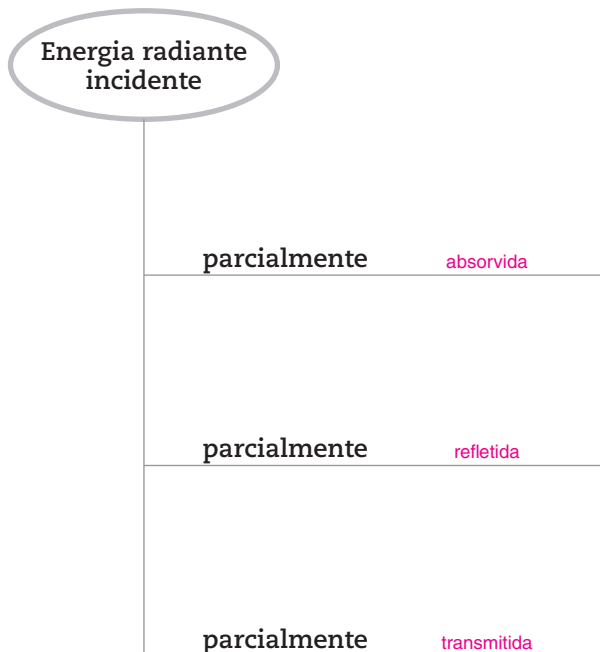 Energia radiante
incidente
parcialmente absorvida
parcialmente refletida
parcialmente transmitida